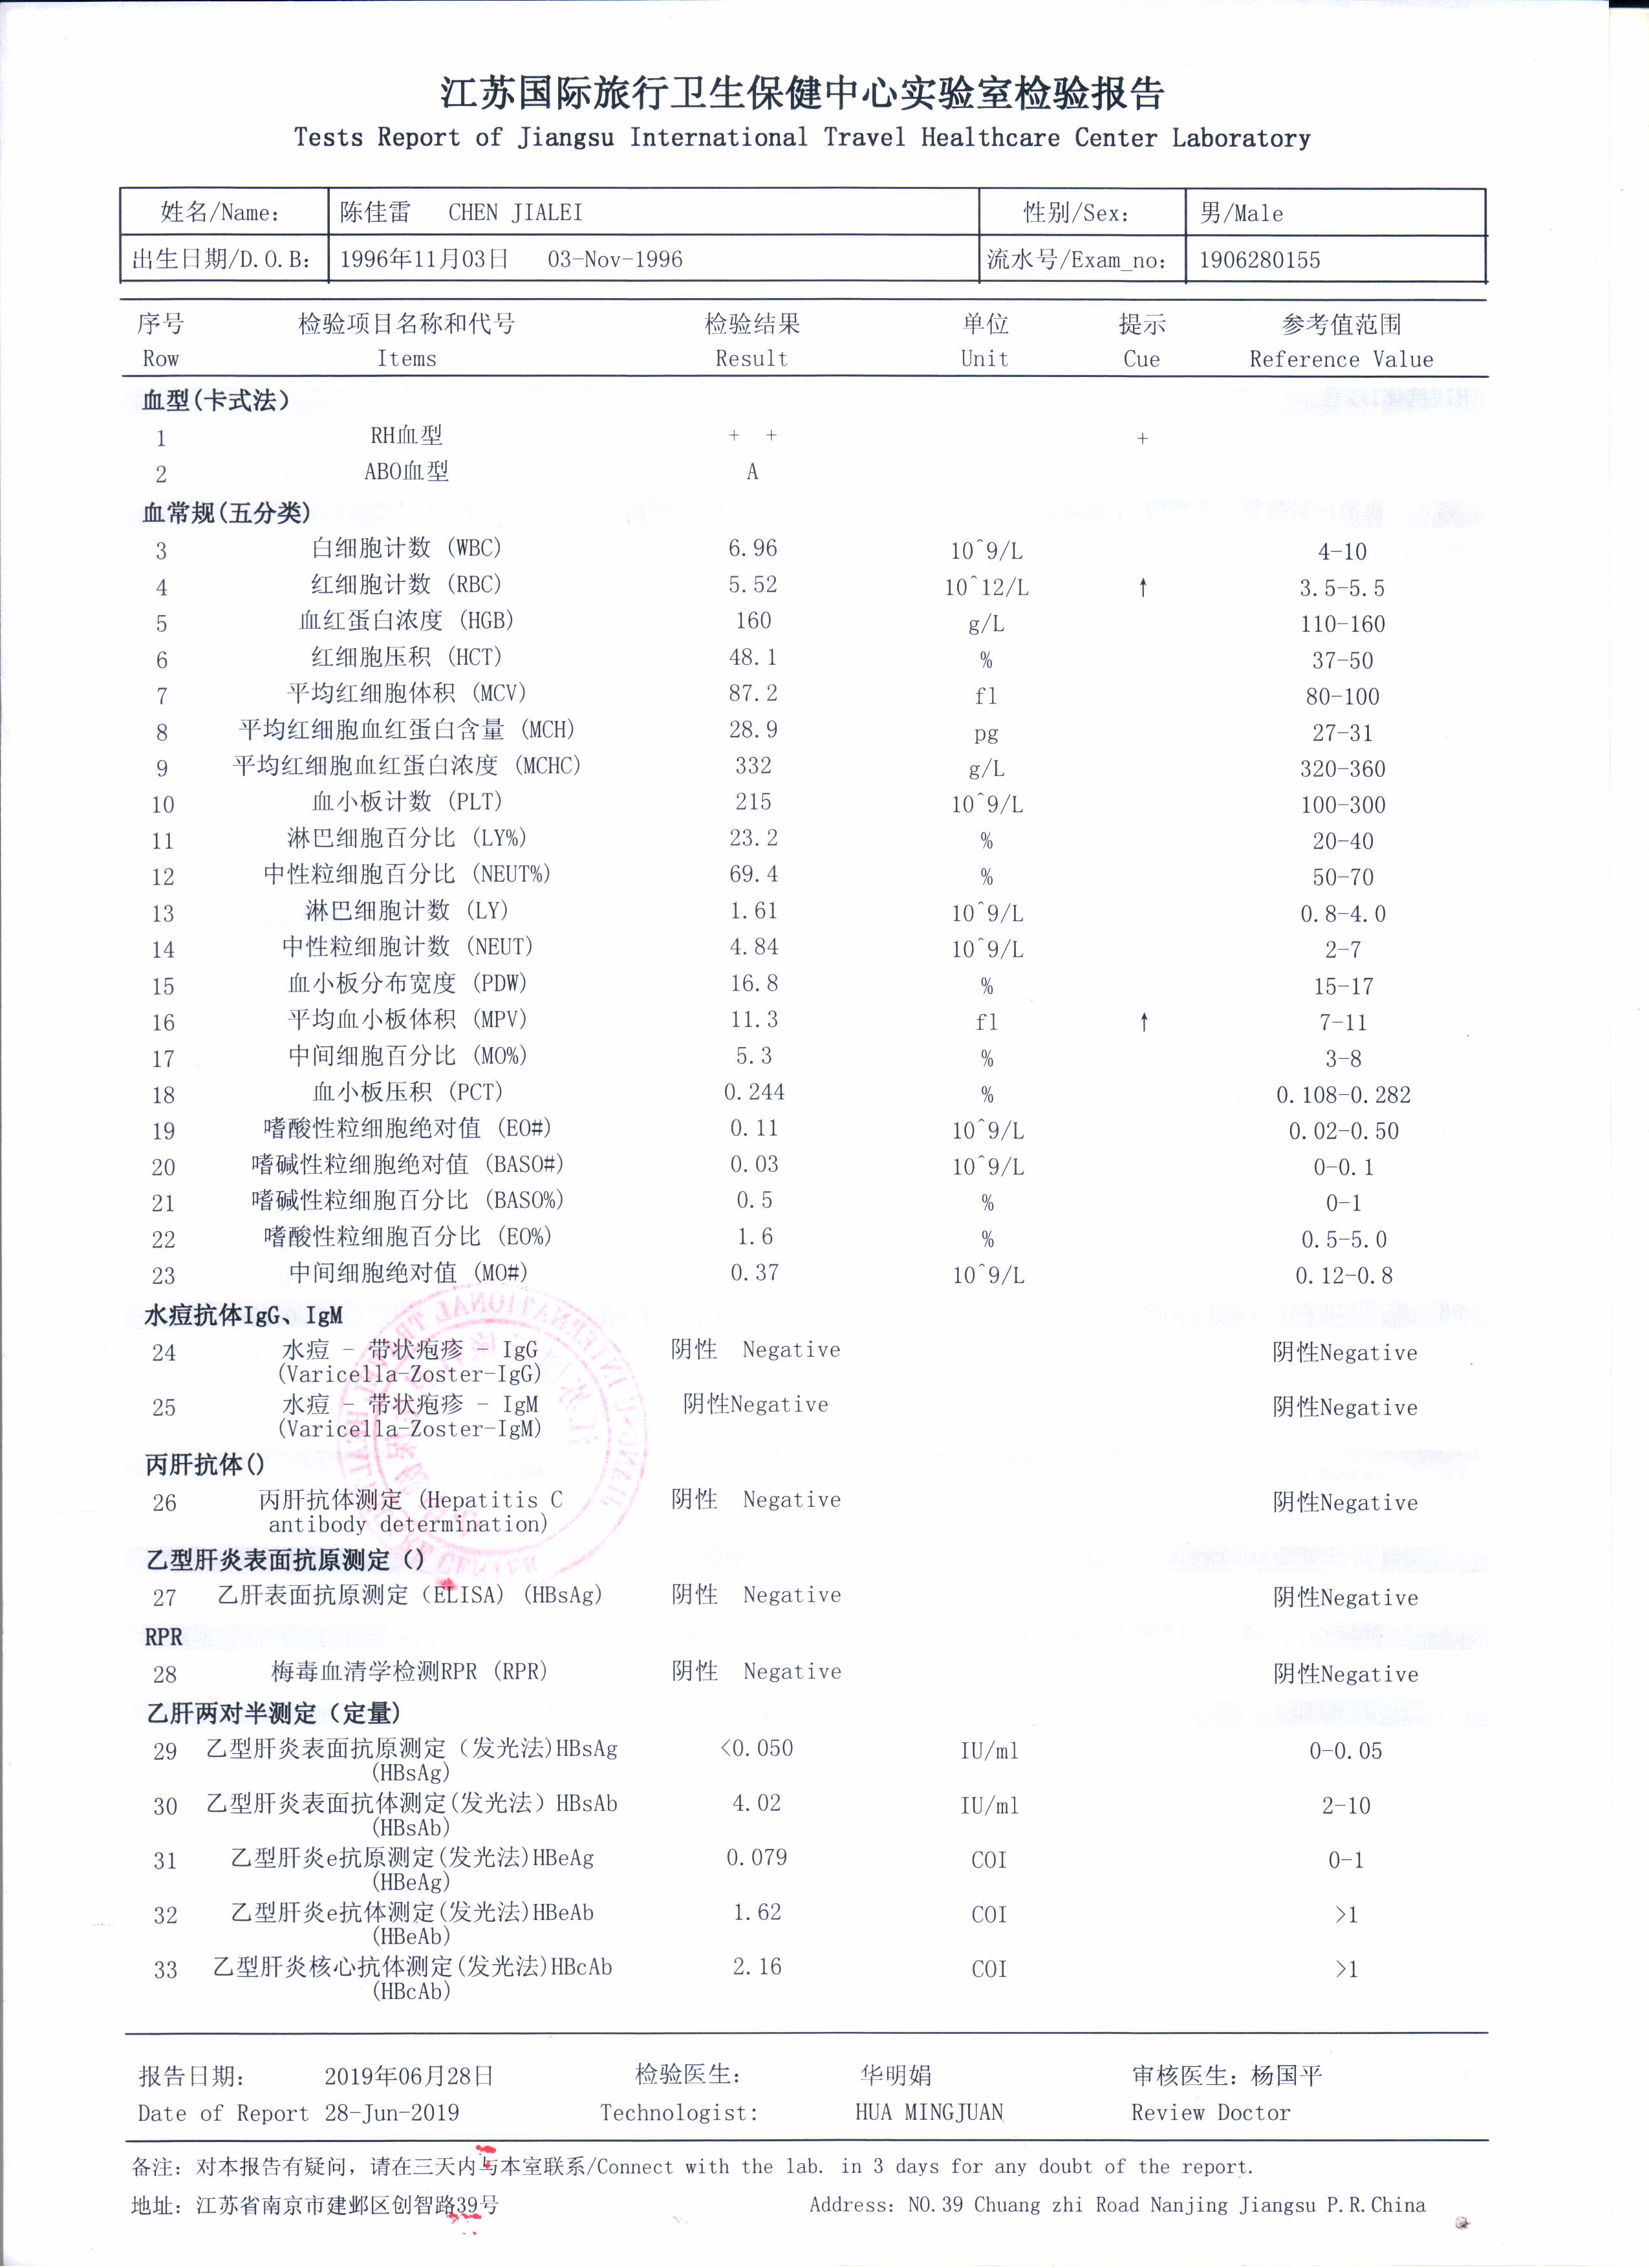 江苏国际旅行卫生保健中心实验室检验报告
Tests Report of Jiangsu International Travel Healthcare Center Laboratory
姓名/Name: 陈佳雷 CHEN JIALEI 性别/Sex: 男/Male
出生日期/D.O.B: 1996年11月03日 03-Nov-1996 流水号/Exam_no: 1906280155
序号 检验项目名称和代号 检验结果 单位 提示 参考值范围
Row Items Result Unit Cue Reference Value
血型(卡式法)
1 RH血型 + + +
2 ABO血型 A
血常规(五分类)
3 白细胞计数 (WBC) 6.96 10^9/L 4-10
4 红细胞计数 (RBC) 5.52 10^12/L ↑ 3.5-5.5
5 血红蛋白浓度 (HGB) 160 g/L 110-160
6 红细胞压积 (HCT) 48.1 % 37-50
7 平均红细胞体积 (MCV) 87.2 fl 80-100
8 平均红细胞血红蛋白含量 (MCH) 28.9 pg 27-31
9 平均红细胞血红蛋白浓度 (MCHC) 332 g/L 320-360
10 血小板计数 (PLT) 215 10^9/L 100-300
11 淋巴细胞百分比 (LY%) 23.2 % 20-40
12 中性粒细胞百分比 (NEUT%) 69.4 % 50-70
13 淋巴细胞计数 (LY) 1.61 10^9/L 0.8-4.0
14 中性粒细胞计数 (NEUT) 4.84 10^9/L 2-7
15 血小板分布宽度 (PDW) 16.8 % 15-17
16 平均血小板体积 (MPV) 11.3 fl ↑ 7-11
17 中间细胞百分比 (MO%) 5.3 % 3-8
18 血小板压积 (PCT) 0.244 % 0.108-0.282
19 嗜酸性粒细胞绝对值 (EO#) 0.11 10^9/L 0.02-0.50
20 嗜碱性粒细胞绝对值 (BASO#) 0.03 10^9/L 0-0.1
21 嗜碱性粒细胞百分比 (BASO%) 0.5 % 0-1
22 嗜酸性粒细胞百分比 (EO%) 1.6 % 0.5-5.0
23 中间细胞绝对值 (MO#) 0.37 10^9/L 0.12-0.8
水痘抗体IgG、IgM
24 水痘 - 带状疱疹 - IgG 阴性 Negative 阴性Negative
(Varicella-Zoster-IgG)
25 水痘 - 带状疱疹 - IgM 阴性Negative 阴性Negative
(Varicella-Zoster-IgM)
丙肝抗体()
26 丙肝抗体测定 (Hepatitis C 阴性 Negative 阴性Negative
antibody determination)
乙型肝炎表面抗原测定 ()
27 乙肝表面抗原测定 (ELISA) (HBsAg) 阴性 Negative 阴性Negative
RPR
28 梅毒血清学检测RPR (RPR) 阴性 Negative 阴性Negative
乙肝两对半测定 (定量)
29 乙型肝炎表面抗原测定 (发光法)HBsAg <0.050 IU/ml 0-0.05
(HBsAg)
30 乙型肝炎表面抗体测定(发光法) HBsAb 4.02 IU/ml 2-10
(HBsAb)
31 乙型肝炎e抗原测定(发光法)HBeAg 0.079 COI 0-1
(HBeAg)
32 乙型肝炎e抗体测定(发光法)HBeAb 1.62 COI >1
(HBeAb)
33 乙型肝炎核心抗体测定(发光法)HBcAb 2.16 COI >1
(HBcAb)
报告日期: 2019年06月28日 检验医生: 华明娟 审核医生: 杨国平
Date of Report 28-Jun-2019 Technologist: HUA MINGJUAN Review Doctor
备注: 对本报告有疑问, 请在三天内与本室联系/Connect with the lab. in 3 days for any doubt of the report.
地址: 江苏省南京市建邺区创智路39号 Address: NO.39 Chuang zhi Road Nanjing Jiangsu P.R.China